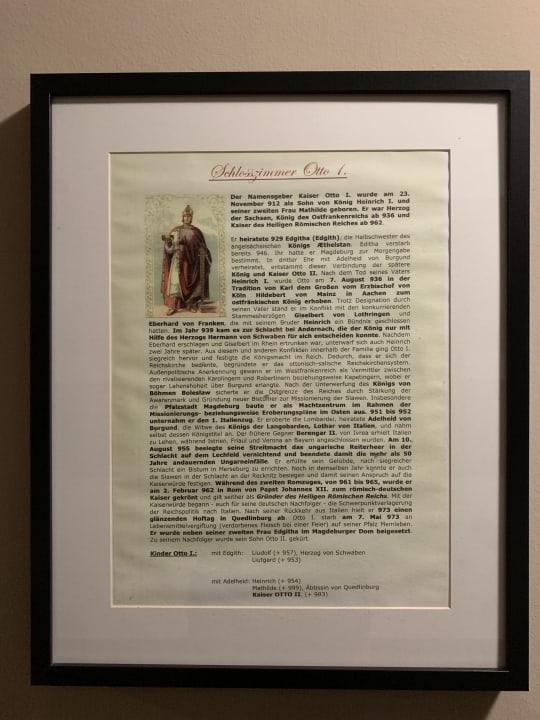 Schlosszimmer Otto I.
Der Namensgeber Kaiser Otto I. wurde am 23.
November 912 als Sohn von König Heinrich I. und
seiner zweiten Frau Mathilde geboren. Er war Herzog
der Sachsen, König des Ostfrankenreichs ab 936 und
Kaiser des Heiligen Römischen Reiches ab 962.
Er heiratete 929 Edgitha (Edgith), die Halbschwester des
angelsächsischen Königs Æthelstan. Editha verstarb
bereits 946. Ihr hatte er Magdeburg zur Morgengabe
bestimmt. In dritter Ehe mit Adelheid von Burgund
verheiratet, entstammt dieser Verbindung der spätere
König und Kaiser Otto II. Nach dem Tod seines Vaters
Heinrich I. wurde Otto am 7. August 936 in der
Tradition von Karl dem Großen vom Erzbischof von
Köln Hildebert von Mainz in Aachen zum
ostfränkischen König erhoben. Trotz Designation durch
seinen Vater stand er im Konflikt mit den konkurrierenden
Stammesherzögen Giselbert von Lothringen und
Eberhard von Franken, die mit seinem Bruder Heinrich ein Bündnis geschlossen
hatten. Im Jahr 939 kam es zur Schlacht bei Andernach, die der König nur mit
Hilfe des Herzogs Hermann von Schwaben für sich entscheiden konnte. Nachdem
Eberhard erschlagen und Giselbert im Rhein ertrunken war, unterwarf sich auch Heinrich
zwei Jahre später. Aus diesem und anderen Konflikten innerhalb der Familie ging Otto I.
siegreich hervor und festigte die Königsmacht im Reich. Dadurch, dass er sich der
Reichskirche bediente, begründete er das ottonisch-salische Reichskirchensystem.
Außenpolitische Anerkennung gewann er im Westfrankenreich als Vermittler zwischen
den rivalisierenden Karolingern und Robertinern beziehungsweise Kapetingern, wobei er
sogar Lehenshoheit über Burgund erlangte. Nach der Unterwerfung des Königs von
Böhmen Boleslav sicherte er die Ostgrenze des Reiches durch Stärkung der
Awarenmark und Gründung neuer Bistümer zur Missionierung der Slawen. Insbesondere
die Pfalzstadt Magdeburg baute er als Machtzentrum im Rahmen der
Missionierungs- beziehungsweise Eroberungspläne im Osten aus. 951 bis 952
unternahm er den 1. Italienzug. Er eroberte die Lombardei, heiratete Adelheid von
Burgund, die Witwe des Königs der Langobarden, Lothar von Italien, und nahm
selbst dessen Königstitel an. Der frühere Gegner Berengar II. von Ivrea erhielt Italien
zu Lehen, während binnen, Friaul und Verona an Bayern angeschlossen wurden. Am 10.
August 955 besiegte seine Streitmacht das ungarische Reiterheer in der
Schlacht auf dem Lechfeld vernichtend und beendete damit die mehr als 50
Jahre andauernden Ungareinfälle. Er erfüllte sein Gelübde, nach siegreicher
Schlacht ein Bistum in Merseburg zu errichten. Noch in demselben Jahr konnte er auch
die Slawen in der Schlacht an der Recknitz besiegen und damit seinen Anspruch auf die
Kaiserwürde festigen. Während des zweiten Romzuges, von 961 bis 965, wurde er
am 2. Februar 962 in Rom von Papst Johannes XII. zum römisch-deutschen
Kaiser gekrönt und gilt seither als Gründer des Heiligen Römischen Reichs. Mit der
Kaiserwürde begann - auch für seine deutschen Nachfolger - die Schwerpunktverlagerung
der Reichspolitik nach Italien. Nach seiner Rückkehr aus Italien hielt er 973 einen
glänzenden Hoftag in Quedlinburg ab. Otto I. starb am 7. Mai 973 an
Lebensmittelvergiftung (verdorbenes Fleisch bei einer Feier) auf seiner Pfalz Memleben.
Er wurde neben seiner zweiten Frau Edgitha im Magdeburger Dom beigesetzt.
Zu seinem Nachfolger wurde sein Sohn Otto II. gekürt.
Kinder Otto I.: mit Edgith: Liudolf (+ 957), Herzog von Schwaben
Liutgard (+ 953)
mit Adelheid: Heinrich (+ 954)
Mathilde (+ 999), Äbtissin von Quedlinburg
Kaiser OTTO II. (+ 983)